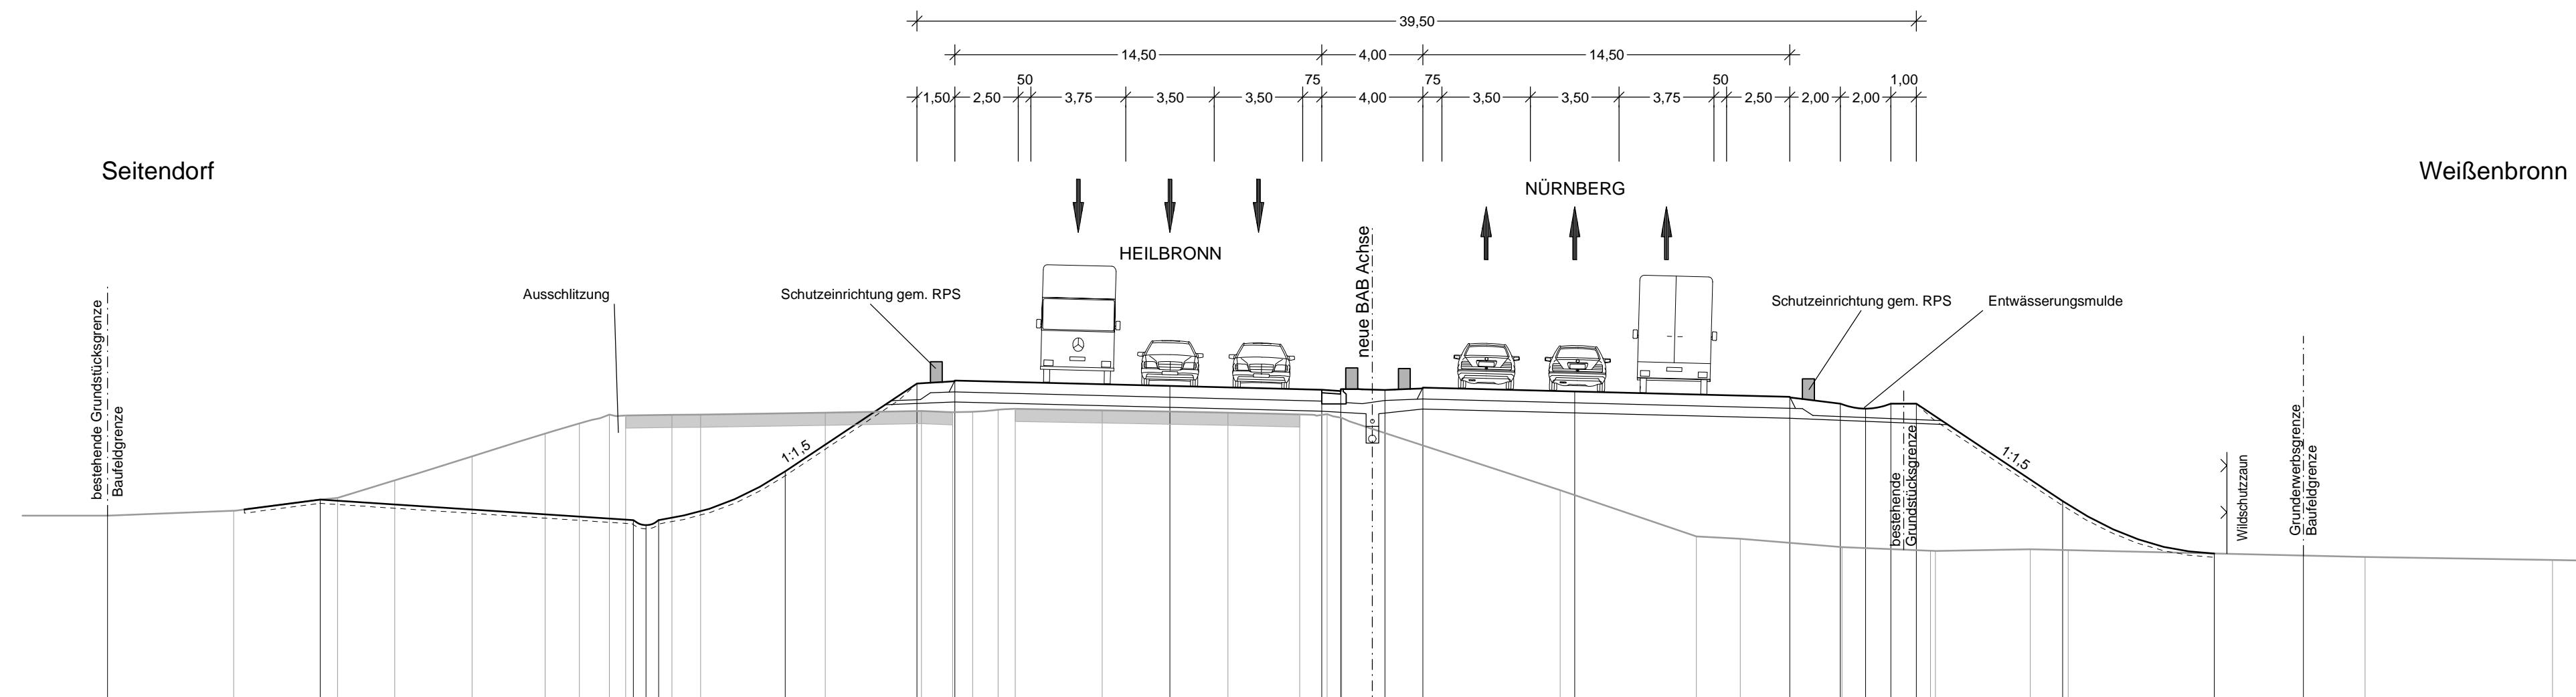 39,50
14,50 4,00 14,50
50 75 75 50 1,00
1,50 2,50 3,75 3,50 3,50 4,00 3,50 3,50 3,75 2,50 2,00 2,00
Seitendorf
Weißenbronn
NÜRNBERG
HEILBRONN
neue BAB Achse
Ausschlitzung
Schutzeinrichtung gem. RPS
Schutzeinrichtung gem. RPS
Entwässerungsmulde
bestehende Grundstücksgrenze
Baufeldgrenze
1:1,5
1:1,5
bestehende
Grundstücksgrenze
Wildschutzzaun
Grunderwerbsgrenze
Baufeldgrenze